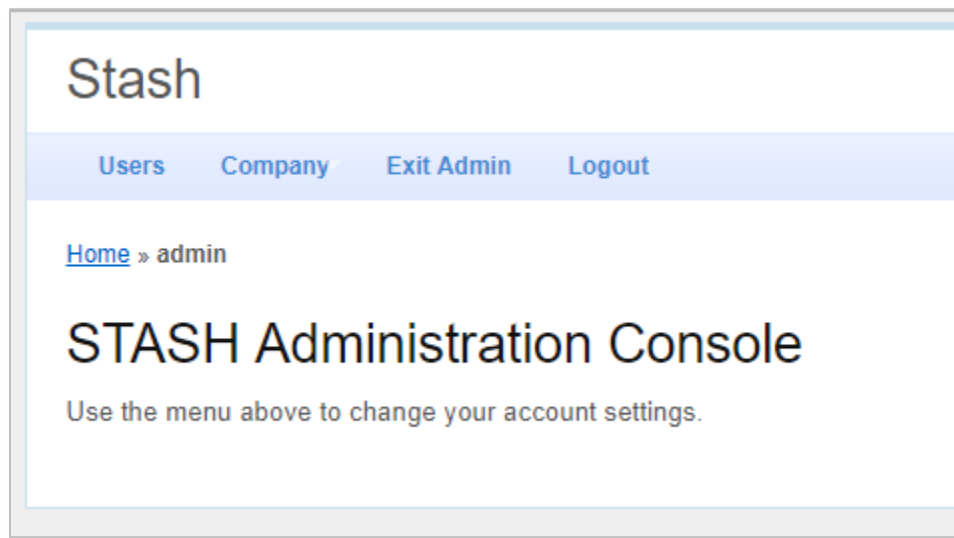 Stash
Users Company Exit Admin Logout
Home » admin
STASH Administration Console
Use the menu above to change your account settings.